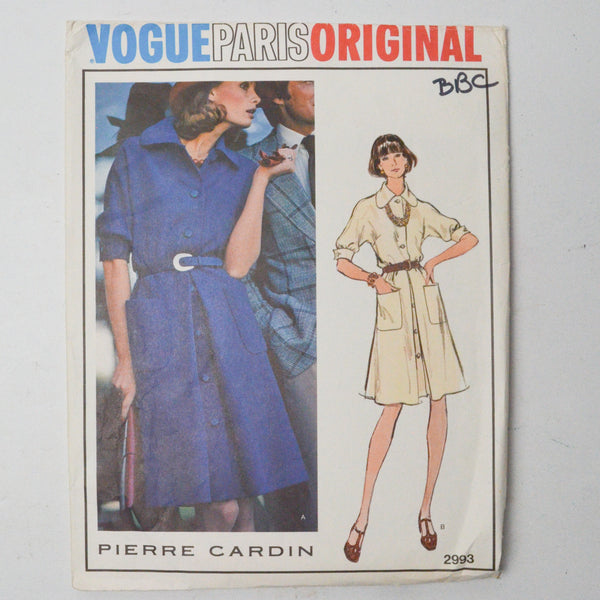 VOGUEPARISORIGINAL
BBC
A
B
PIERRE CARDIN
2993